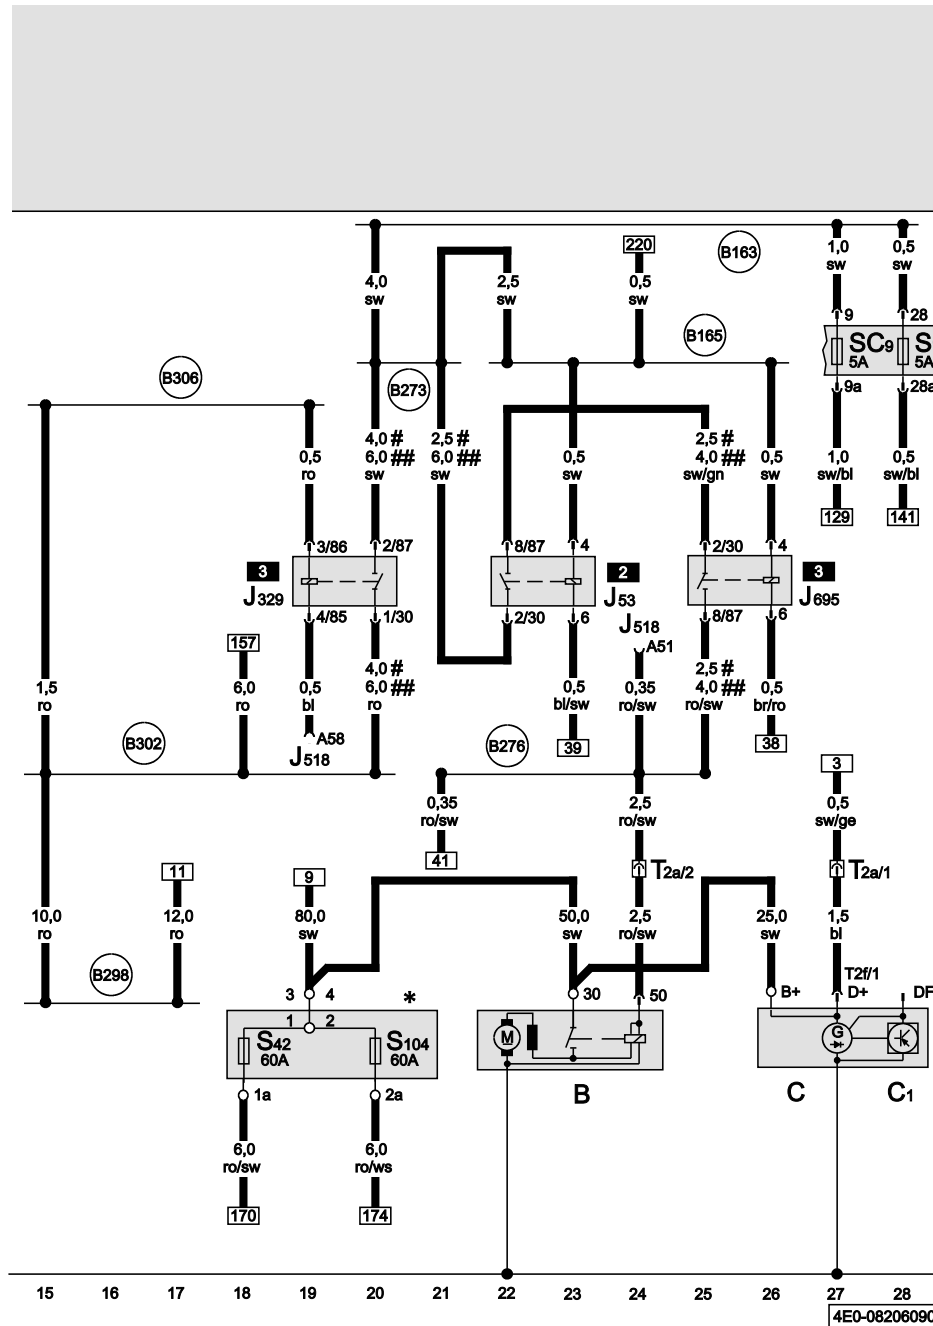 220
B163
4,0
sw
2,5
sw
0,5
sw
1,0
sw
0,5
sw
9
28
B165
SC9
5A
S
5A
B306
B273
9a
28a
0,5
ro
4,0 #
6,0 ##
sw
2,5 #
6,0 ##
sw
0,5
sw
2,5 #
4,0 ##
sw/gn
0,5
sw
1,0
sw/bl
0,5
sw/bl
129
141
3/86
2/87
8/87
4
2/30
4
3
J329
2
J53
3
J695
4/85
1/30
2/30
6
8/87
6
J518
A51
157
1,5
ro
6,0
ro
0,5
bl
4,0 #
6,0 ##
ro
0,5
bl/sw
0,35
ro/sw
2,5 #
4,0 ##
ro/sw
0,5
br/ro
A58
J518
B302
B276
39
38
3
0,35
ro/sw
2,5
ro/sw
0,5
sw/ge
41
T2a/2
T2a/1
11
9
10,0
ro
12,0
ro
80,0
sw
50,0
sw
2,5
ro/sw
25,0
sw
1,5
bl
B298
T2f/1
3
4
*
30
50
B+
D+
DF
1
2
S42
60A
S104
60A
M
G
B
C
C1
1a
2a
6,0
ro/sw
6,0
ro/ws
170
174
15 16 17 18 19 20 21 22 23 24 25 26 27 28
4E0-08206090